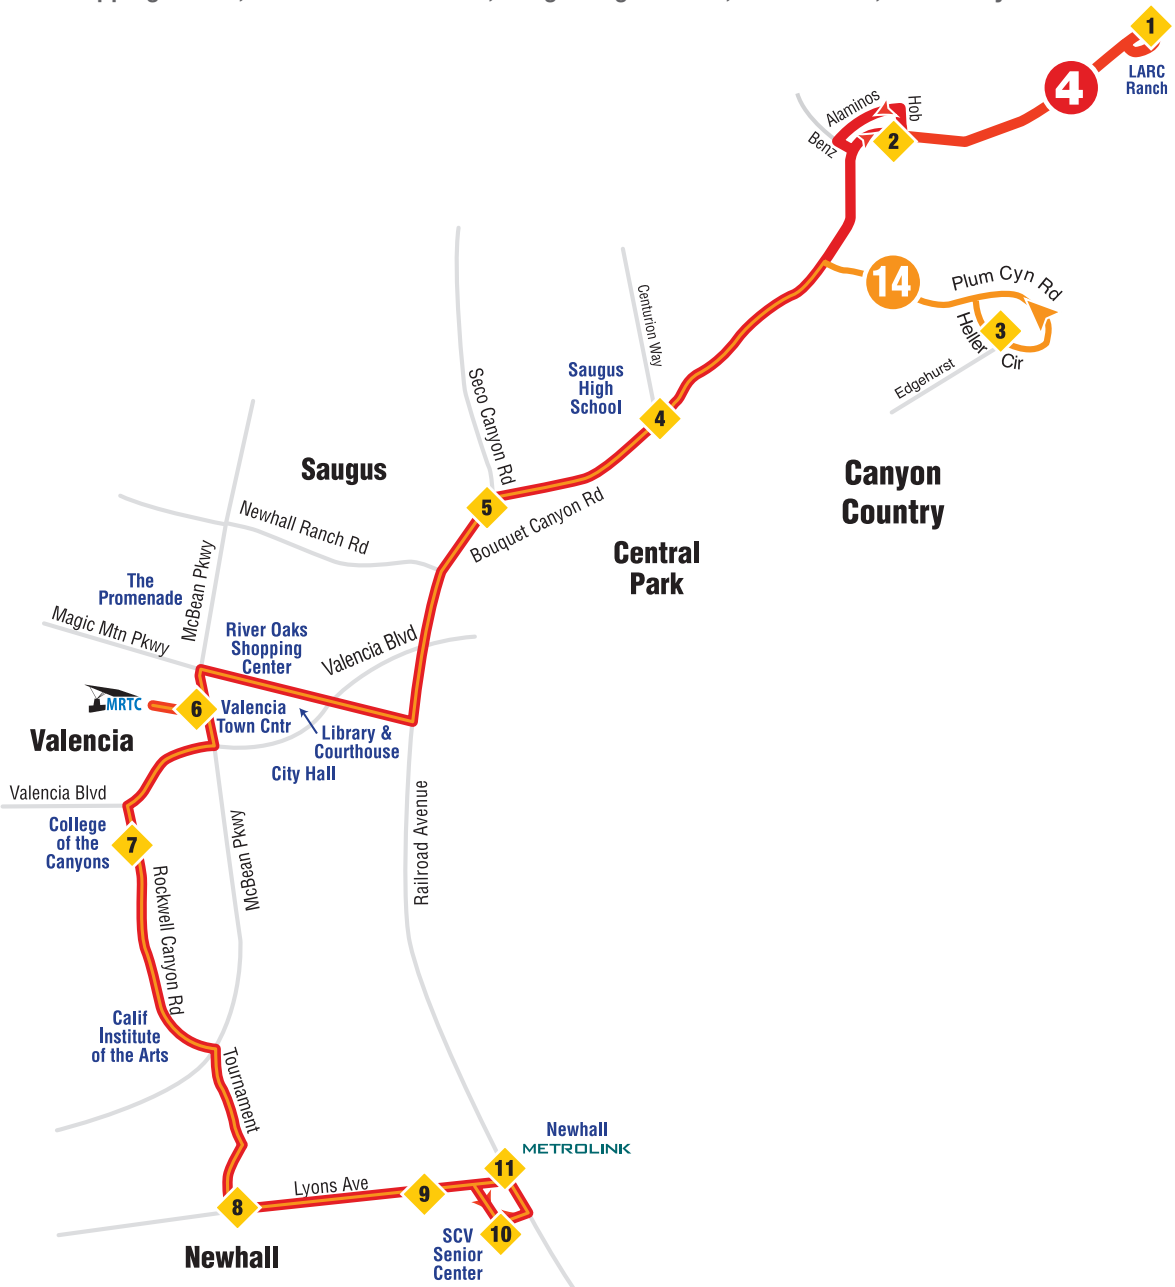 1
LARC
Ranch
4
Alaminos
Hob
Benz
2
14
Plum Cyn Rd
Heller
3
Cir
Edgehurst
Centurion Way
Saugus
High
School
4
Seco Canyon Rd
Canyon
Country
Saugus
5
Bouquet Canyon Rd
Newhall Ranch Rd
Central
Park
McBean Pkwy
The
Promenade
Magic Mtn Pkwy
River Oaks
Shopping
Center
Valencia Blvd
MRTC
6
Valencia
Town Cntr
Library &
Courthouse
City Hall
Valencia
Valencia Blvd
College
of the
Canyons
7
McBean Pkwy
Railroad Avenue
Rockwell Canyon Rd
Calif
Institute
of the Arts
Tournament
Newhall
METROLINK
11
Lyons Ave
8
9
10
SCV
Senior
Center
Newhall